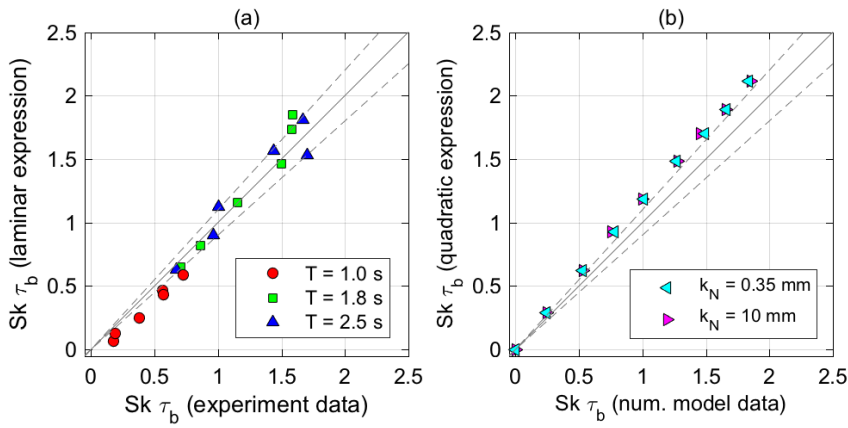 (a)
Sk τb (laminar expression)
2.5
2
1.5
1
0.5
0
0
0.5
1
1.5
2
2.5
T = 1.0 s
T = 1.8 s
T = 2.5 s
Sk τb (experiment data)
(b)
Sk τb (quadratic expression)
2.5
2
1.5
1
0.5
0
0
0.5
1
1.5
2
2.5
kN = 0.35 mm
kN = 10 mm
Sk τb (num. model data)